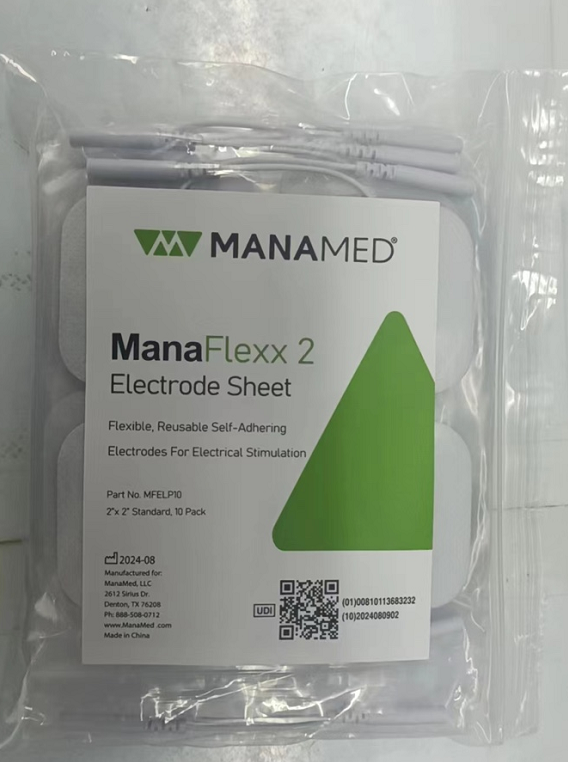 MANAMED®
ManaFlexx 2
Electrode Sheet
Flexible, Reusable Self-Adhering
Electrodes For Electrical Stimulation
Part No. MFELP10
2"x 2" Standard, 10 Pack
2024-08
Manufactured for:
ManaMed, LLC
2612 Sirius Dr.
Denton, TX 76208
Ph: 888-508-0712
www.ManaMed .com
Made in China
UDI
(01)00810113683232
(10)2024080902